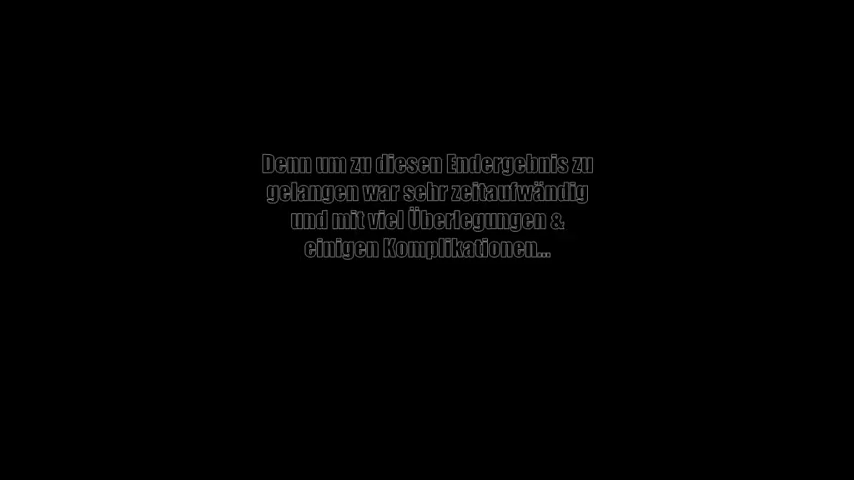 Denn um zu diesen Endergebnis zu
gelangen war sehr zeitaufwändig
und mit viel Überlegungen &
einigen Komplikationen...